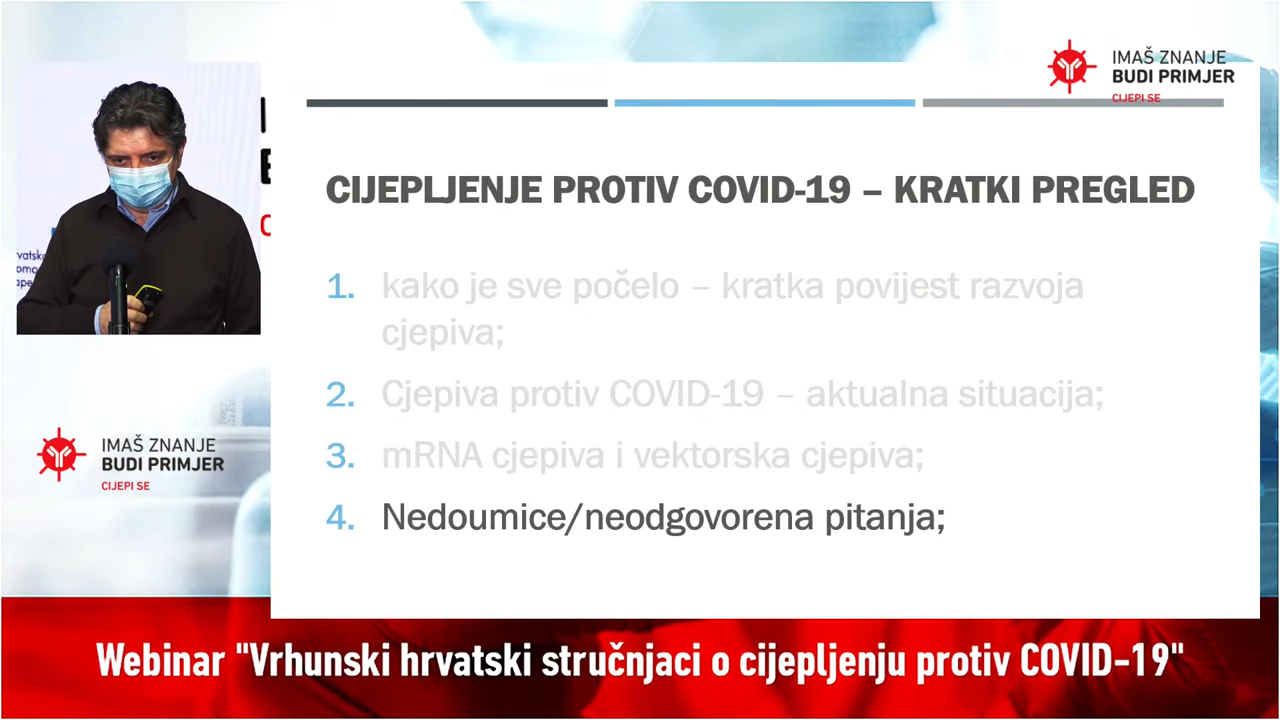 IMAŠ ZNANJE
BUDI PRIMJER
CIJEPI SE
CIJEPLJENJE PROTIV COVID-19 – KRATKI PREGLED
1. kako je sve počelo – kratka povijest razvoja
cjepiva;
2. Cjepiva protiv COVID-19 – aktualna situacija;
3. mRNA cjepiva i vektorska cjepiva;
4. Nedoumice/neodgovorena pitanja;
IMAŠ ZNANJE
BUDI PRIMJER
CIJEPI SE
Webinar "Vrhunski hrvatski stručnjaci o cijepljenju protiv COVID-19"